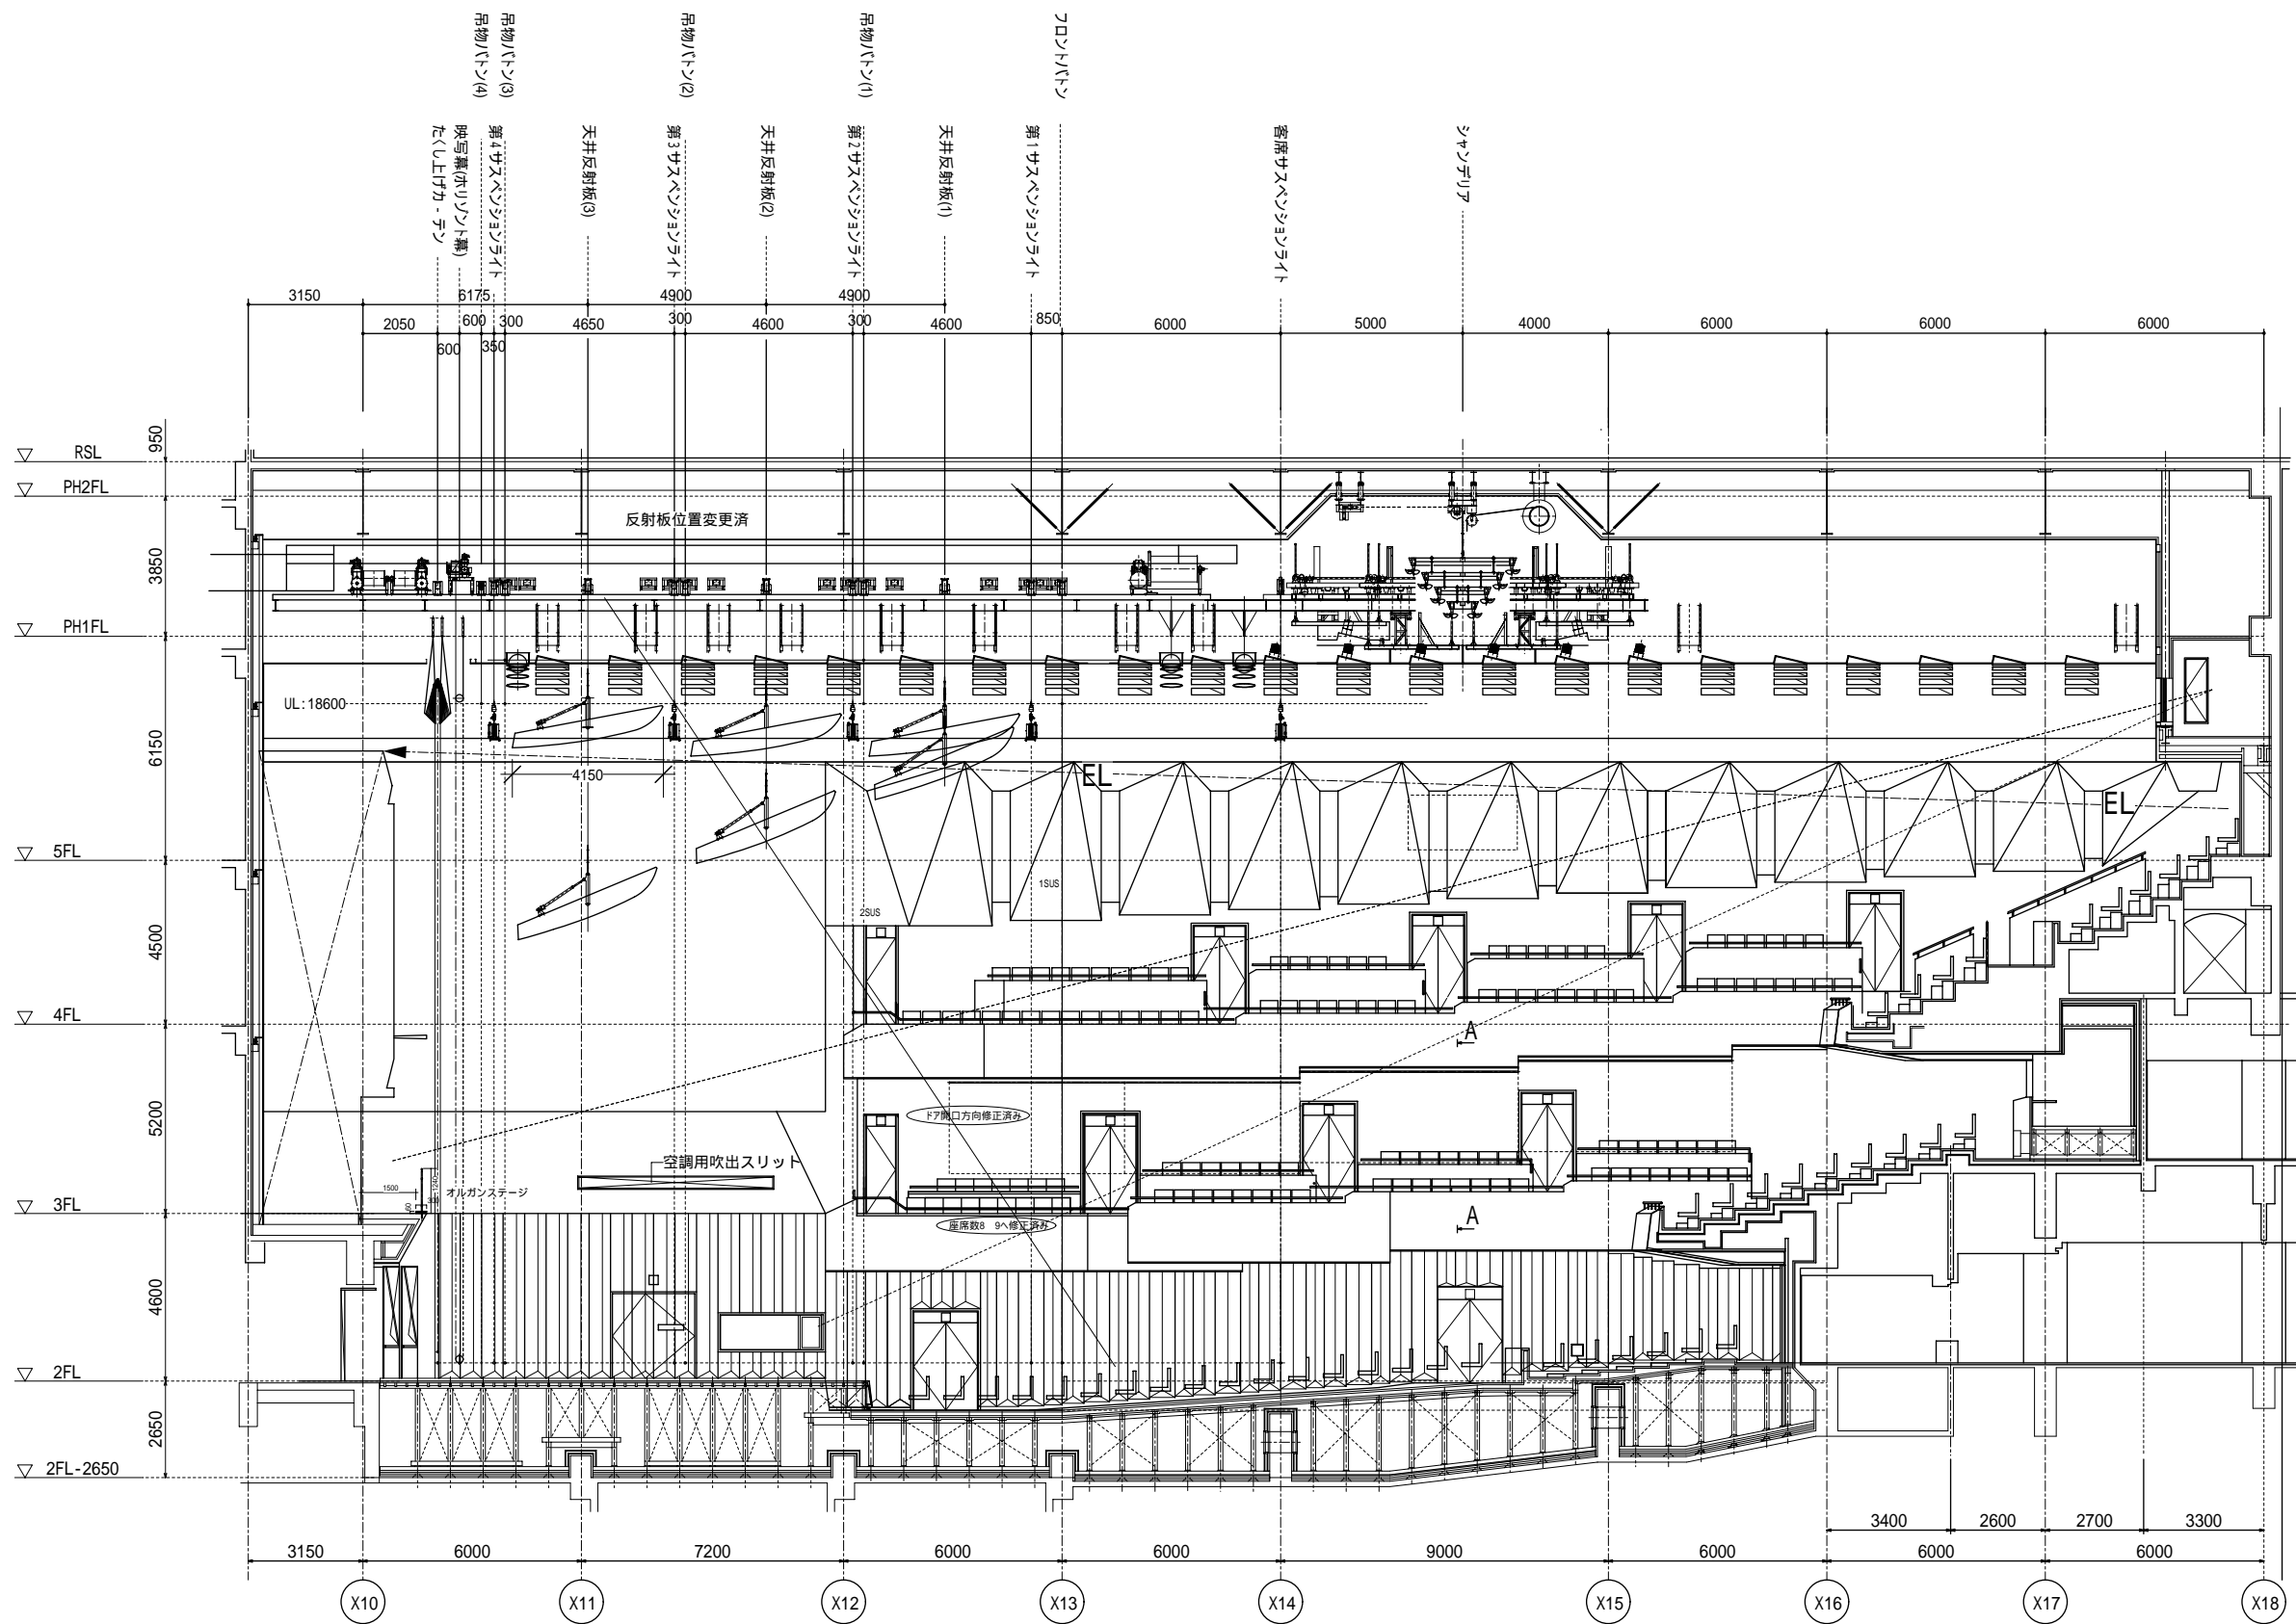 吊物バトン(4)
吊物バトン(3)
吊物バトン(2)
吊物バトン(1)
フロントバトン
たくし上げカ-テン
映写幕(ホリゾント幕)
第4サスペンションライト
天井反射板(3)
第3サスペンションライト
天井反射板(2)
第2サスペンションライト
天井反射板(1)
第1サスペンションライト
客席サスペンションライト
シャンデリア
3150 6175 4900 4900
2050 600 300 4650 300 4600 300 4600 850 6000 5000 4000 6000 6000 6000
600 350
950
RSL
PH2FL
反射板位置変更済
3850
PH1FL
UL:18600
6150
4150
EL
EL
5FL
1SUS
2SUS
4500
4FL
A
5200
ドア開口方向修正済み
空調用吹出スリット
1500
1240
300
60
オルガンステージ
3FL
座席数8 9へ修正済み
A
4600
2FL
2650
2FL-2650
3400 2600 2700 3300
3150 6000 7200 6000 6000 9000 6000 6000 6000
X10 X11 X12 X13 X14 X15 X16 X17 X18